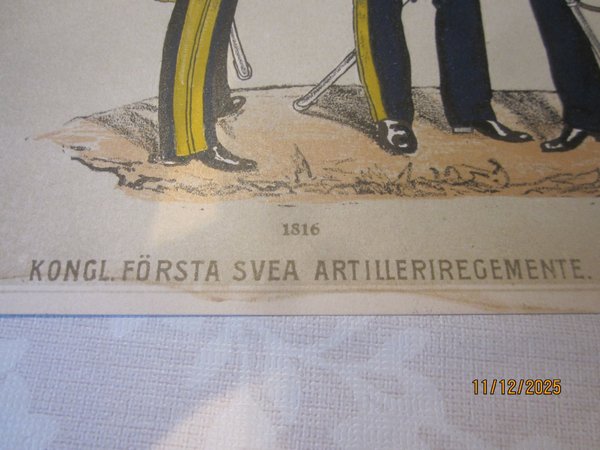 1816
KONGL. FÖRSTA SVEA ARTILLERIREGEMENTE.
11/12/2025